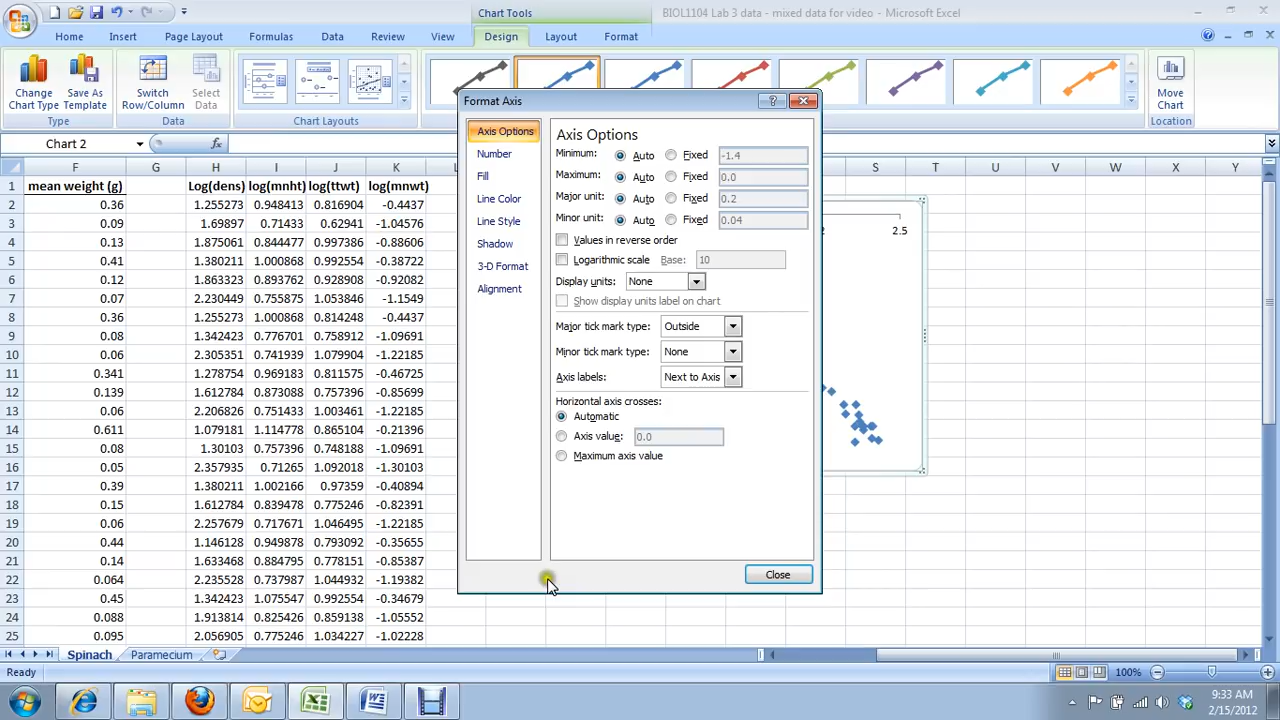 Chart Tools
BIOL1104 Lab 3 data - mixed data for video - Microsoft Excel
Home Insert Page Layout Formulas Data Review View Design Layout Format
Change Chart Type
Save As Template
Switch Row/Column
Select Data
Move Chart
Type Data Chart Layouts Location
Chart 2 fx
F G H I J K L S T U V W X Y
1 mean weight (g) Log(dens) log(mnht) log(ttwt) log(mnwt)
2 0.36 1.255273 0.948413 0.816904 -0.4437
3 0.09 1.69897 0.71433 0.62941 -1.04576
4 0.13 1.875061 0.844477 0.997386 -0.88606
5 0.41 1.380211 1.000868 0.992554 -0.38722
6 0.12 1.863323 0.893762 0.928908 -0.92082
7 0.07 2.230449 0.755875 1.053846 -1.1549
8 0.36 1.255273 1.000868 0.814248 -0.4437
9 0.08 1.342423 0.776701 0.758912 -1.09691
10 0.06 2.305351 0.741939 1.079904 -1.22185
11 0.341 1.278754 0.969183 0.811575 -0.46725
12 0.139 1.612784 0.873088 0.757396 -0.85699
13 0.06 2.206826 0.751433 1.003461 -1.22185
14 0.611 1.079181 1.114778 0.865104 -0.21396
15 0.08 1.30103 0.757396 0.748188 -1.09691
16 0.05 2.357935 0.71265 1.092018 -1.30103
17 0.39 1.330211 1.002166 0.97359 -0.40894
18 0.15 1.612784 0.839478 0.775246 -0.82391
19 0.06 2.257679 0.717671 1.046495 -1.22185
20 0.44 1.146128 0.949878 0.793092 -0.35655
21 0.14 1.633468 0.884795 0.778151 -0.85387
22 0.064 2.235528 0.737987 1.044932 -1.19382
23 0.45 1.342423 1.075547 0.992554 -0.34679
24 0.088 1.913814 0.825426 0.859138 -1.05552
25 0.095 2.056905 0.775246 1.034227 -1.02228
2 2.5
Format Axis
Axis Options
Number
Fill
Line Color
Line Style
Shadow
3-D Format
Alignment
Axis Options
Minimum: Auto Fixed -1.4
Maximum: Auto Fixed 0.0
Major unit: Auto Fixed 0.2
Minor unit: Auto Fixed 0.04
Values in reverse order
Logarithmic scale Base: 10
Display units: None
Show display units label on chart
Major tick mark type: Outside
Minor tick mark type: None
Axis labels: Next to Axis
Horizontal axis crosses:
Automatic
Axis value: 0.0
Maximum axis value
Close
Spinach Paramecium
Ready 100%
9:33 AM
2/15/2012